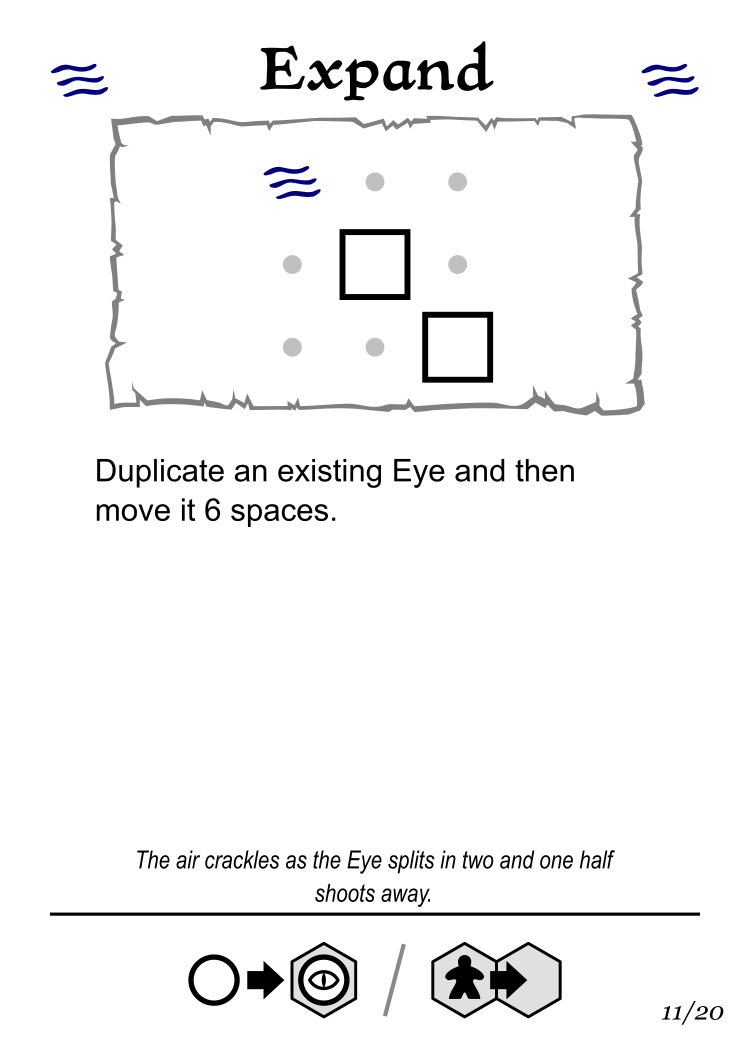 Expand
Duplicate an existing Eye and then
move it 6 spaces.
The air crackles as the Eye splits in two and one half
shoots away.
11/20